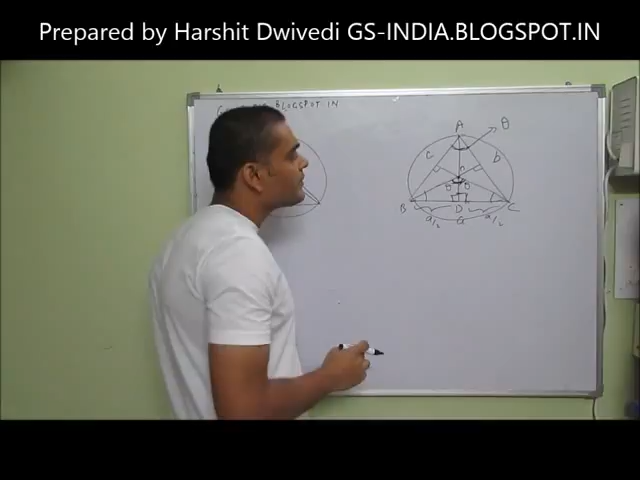 Prepared by Harshit Dwivedi GS-INDIA.BLOGSPOT.IN
BLOGSPOT IN
A
θ
c
b
θ
θ
B
D
C
a/2
a
a/2